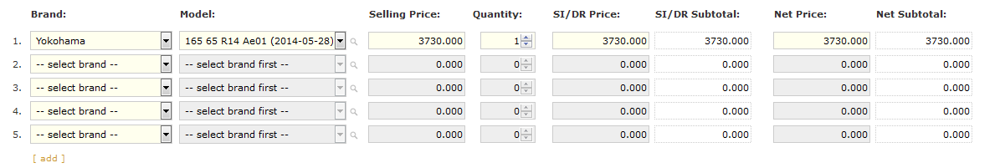 Brand: Model: Selling Price: Quantity: SI/DR Price: SI/DR Subtotal: Net Price: Net Subtotal:
1. Yokohama 165 65 R14 Ae01 (2014-05-28) 3730.000 1 3730.000 3730.000 3730.000 3730.000
2. -- select brand -- -- select brand first -- 0.000 0 0.000 0.000 0.000 0.000
3. -- select brand -- -- select brand first -- 0.000 0 0.000 0.000 0.000 0.000
4. -- select brand -- -- select brand first -- 0.000 0 0.000 0.000 0.000 0.000
5. -- select brand -- -- select brand first -- 0.000 0 0.000 0.000 0.000 0.000
[ add ]